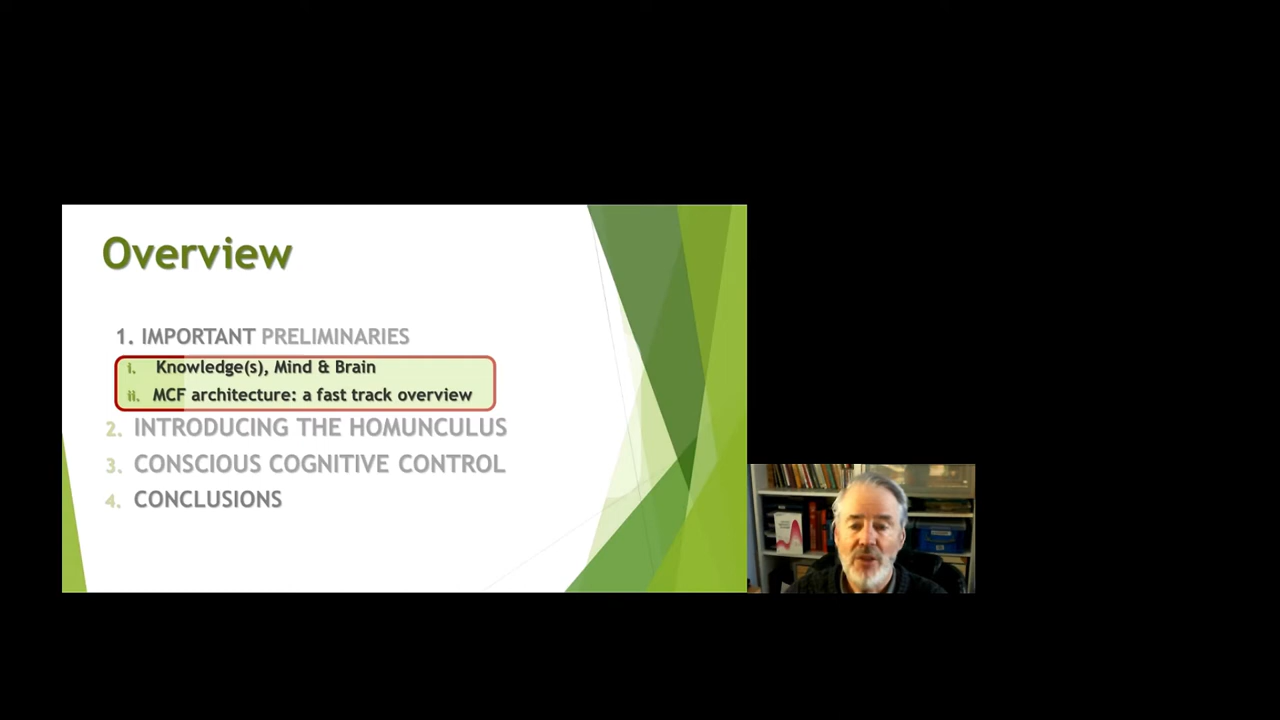 Overview
1. IMPORTANT PRELIMINARIES
i. Knowledge(s), Mind & Brain
ii. MCF architecture: a fast track overview
2. INTRODUCING THE HOMUNCULUS
3. CONSCIOUS COGNITIVE CONTROL
4. CONCLUSIONS